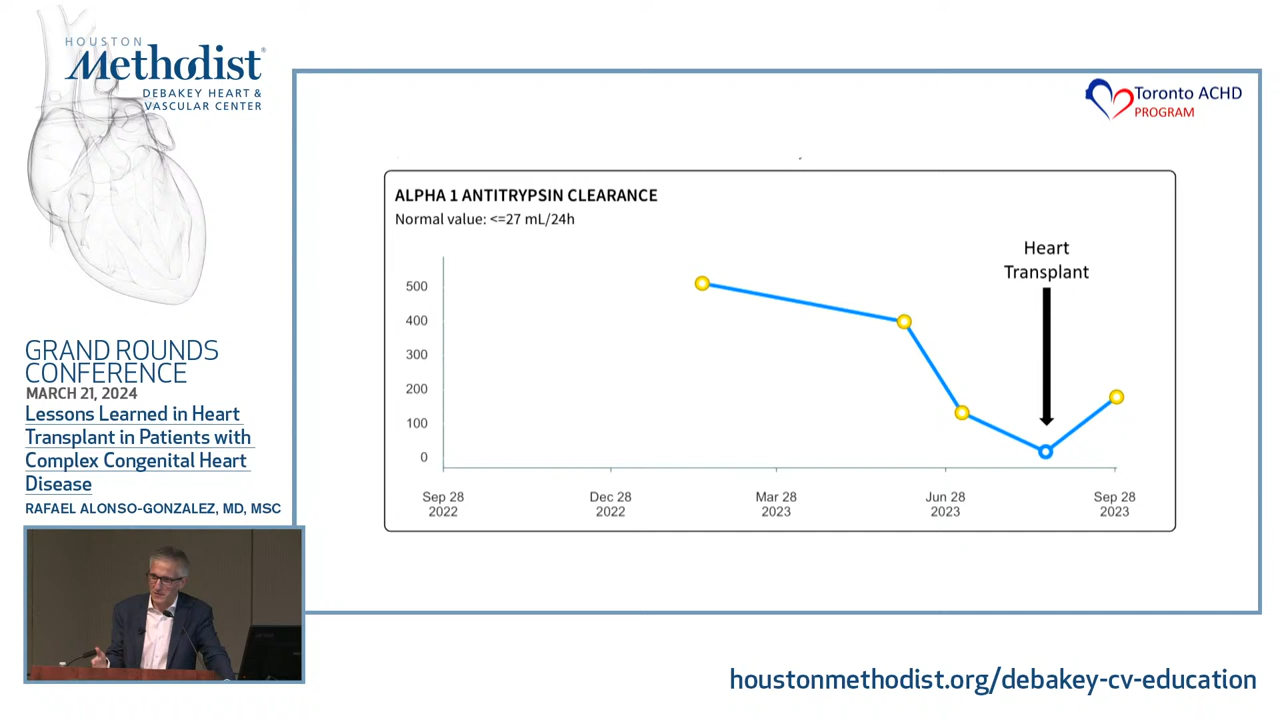 HOUSTON
Methodist®
DEBAKEY HEART &
VASCULAR CENTER
GRAND ROUNDS
CONFERENCE
MARCH 21, 2024
Lessons Learned in Heart
Transplant in Patients with
Complex Congenital Heart
Disease
RAFAEL ALONSO-GONZALEZ, MD, MSC
Toronto ACHD
PROGRAM
ALPHA 1 ANTITRYPSIN CLEARANCE
Normal value: <=27 mL/24h
Heart
Transplant
500
400
300
200
100
0
Sep 28
2022
Dec 28
2022
Mar 28
2023
Jun 28
2023
Sep 28
2023
houstonmethodist.org/debakey-cv-education